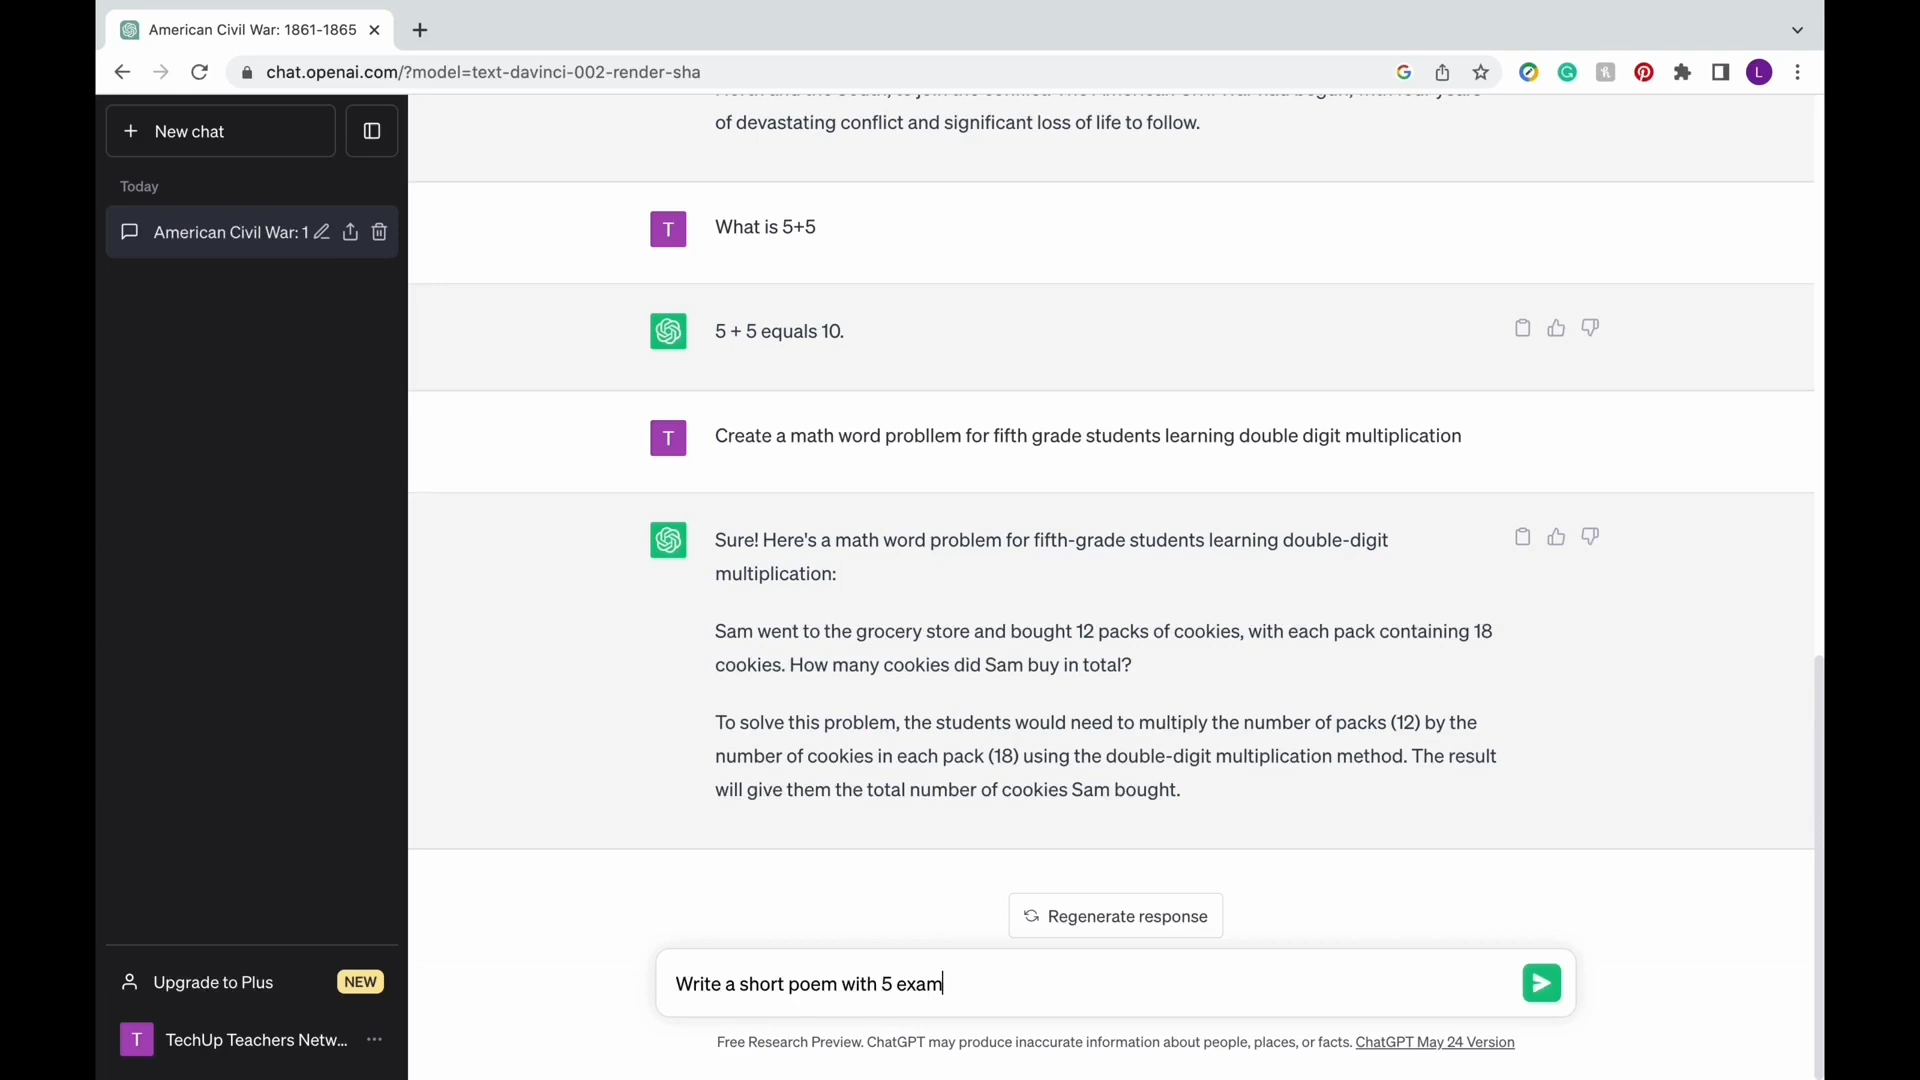 American Civil War: 1861-1865
chat.openai.com/?model=text-davinci-002-render-sha
L
New chat
Today
American Civil War: 1
of devastating conflict and significant loss of life to follow.
T
What is 5+5
5 + 5 equals 10.
T
Create a math word probllem for fifth grade students learning double digit multiplication
Sure! Here's a math word problem for fifth-grade students learning double-digit
multiplication:
Sam went to the grocery store and bought 12 packs of cookies, with each pack containing 18
cookies. How many cookies did Sam buy in total?
To solve this problem, the students would need to multiply the number of packs (12) by the
number of cookies in each pack (18) using the double-digit multiplication method. The result
will give them the total number of cookies Sam bought.
Regenerate response
Write a short poem with 5 exam
Upgrade to Plus NEW
T TechUp Teachers Netw...
Free Research Preview. ChatGPT may produce inaccurate information about people, places, or facts. ChatGPT May 24 Version